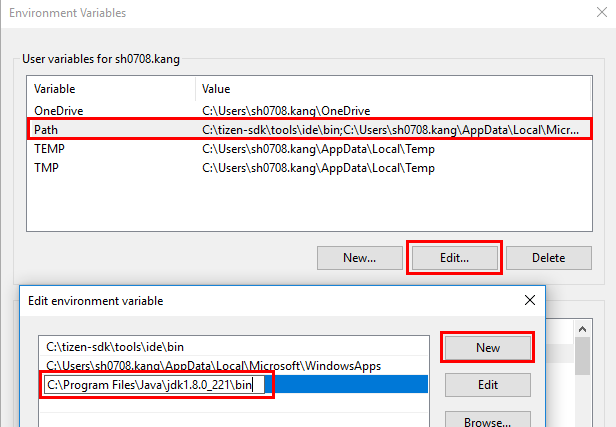 Environment Variables
User variables for sh0708.kang
Variable Value
OneDrive C:\Users\sh0708.kang\OneDrive
Path C:\tizen-sdk\tools\ide\bin;C:\Users\sh0708.kang\AppData\Local\Micr...
TEMP C:\Users\sh0708.kang\AppData\Local\Temp
TMP C:\Users\sh0708.kang\AppData\Local\Temp
New... Edit... Delete
Edit environment variable
C:\tizen-sdk\tools\ide\bin
New
C:\Users\sh0708.kang\AppData\Local\Microsoft\WindowsApps
C:\Program Files\Java\jdk1.8.0_221\bin
Edit
Browse...